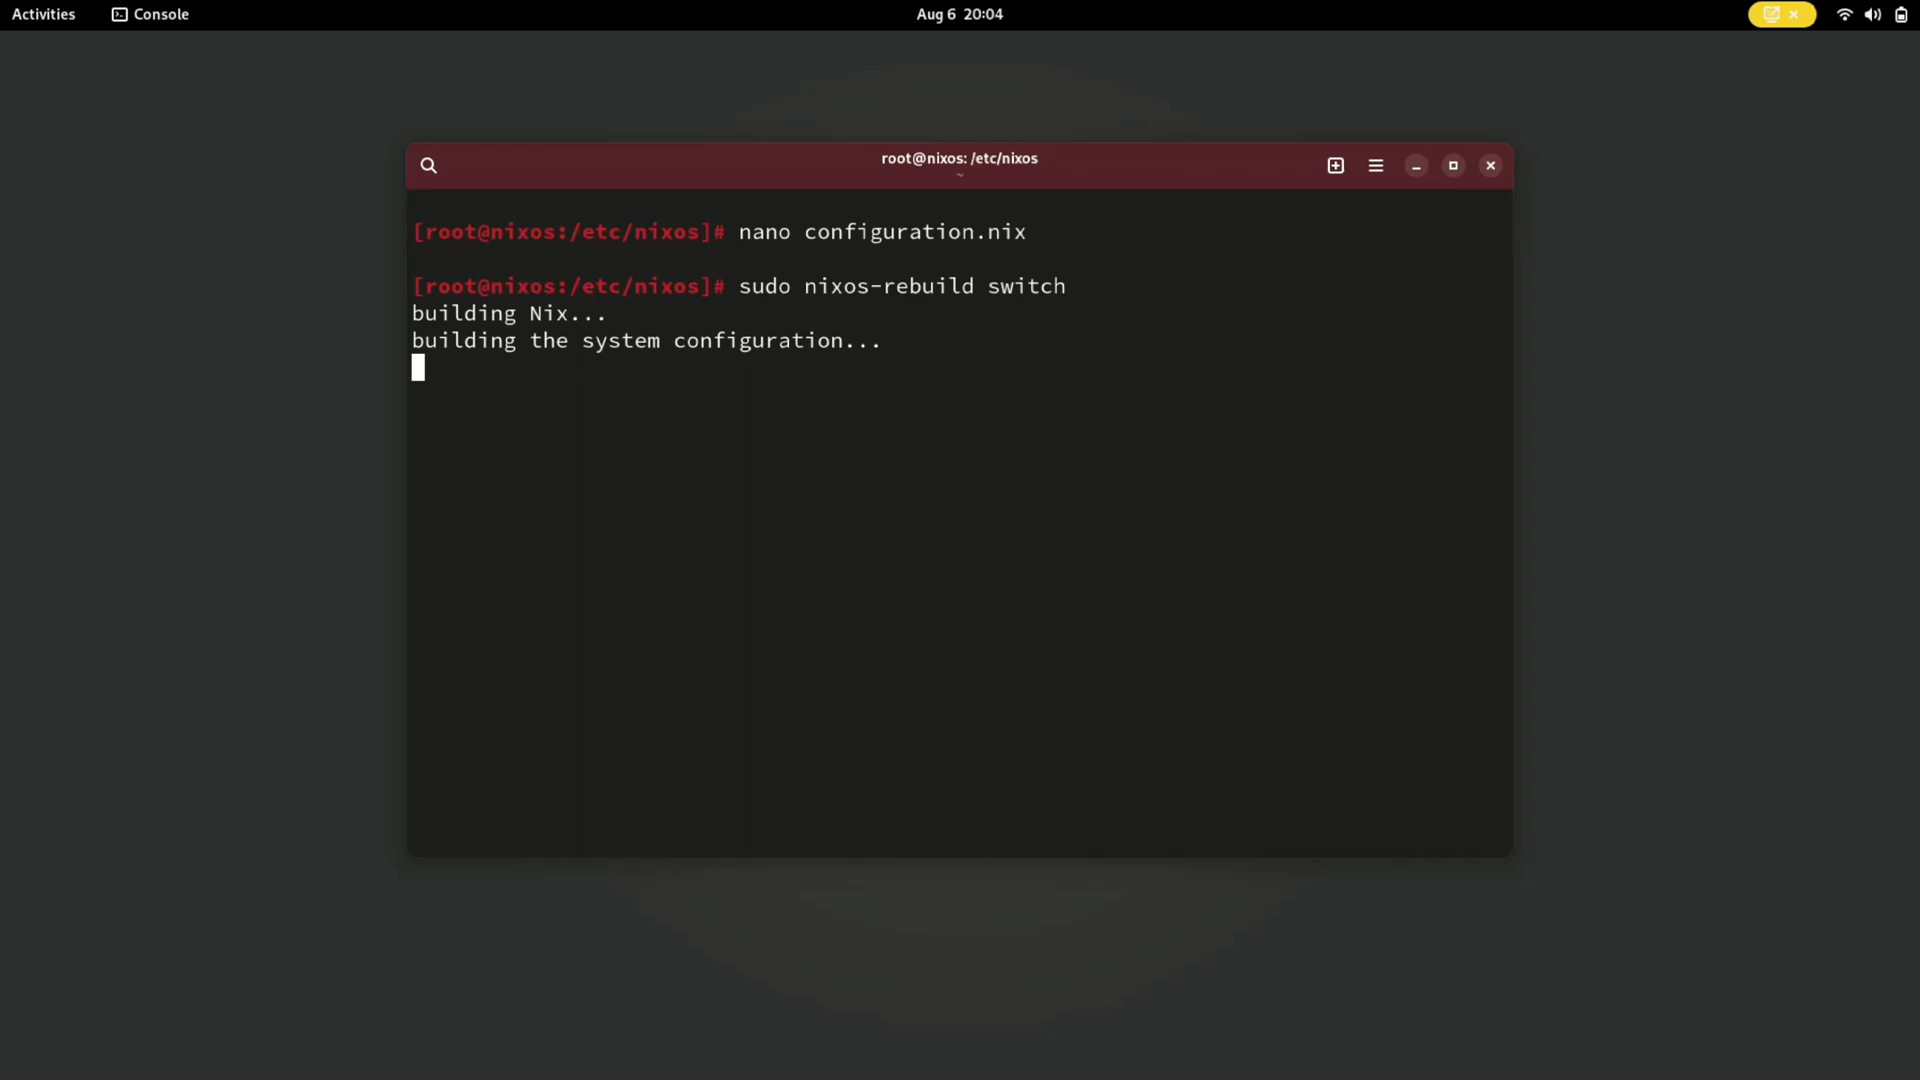 Activities Console Aug 6 20:04
root@nixos: /etc/nixos
~
[root@nixos:/etc/nixos]# nano configuration.nix
[root@nixos:/etc/nixos]# sudo nixos-rebuild switch
building Nix...
building the system configuration...